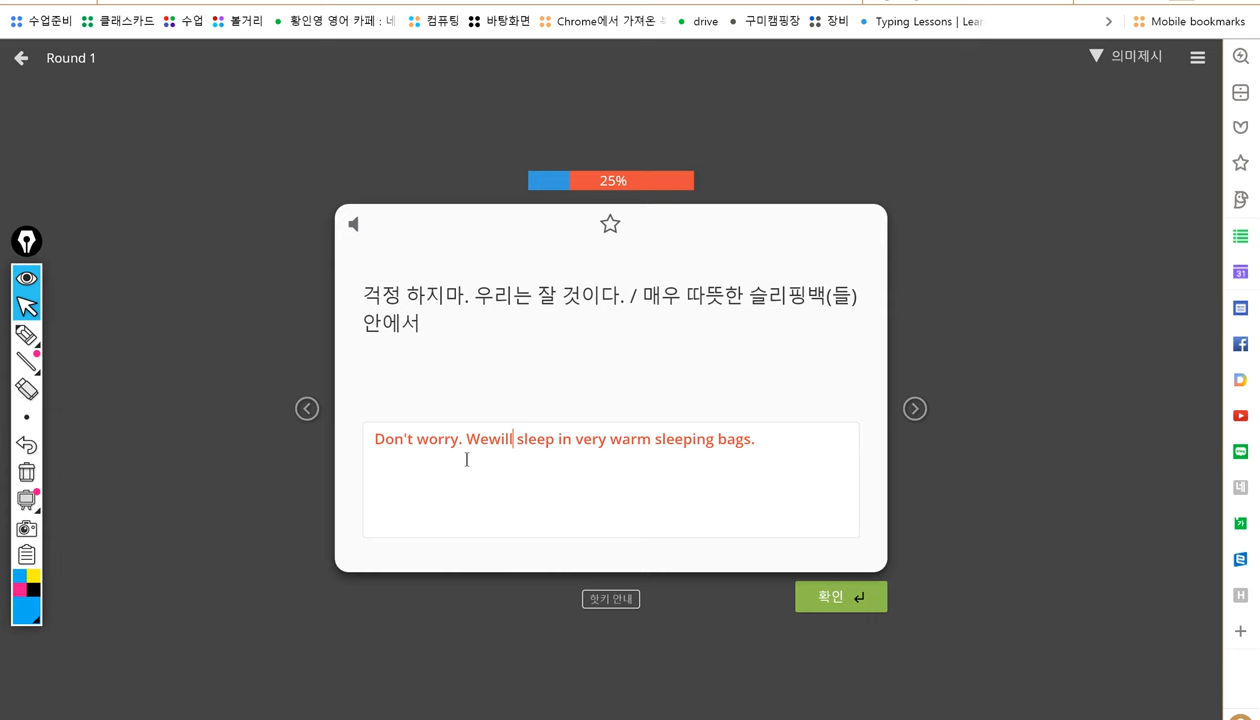 수업준비 클래스카드 수업 볼거리 황인영 영어 카페 : 네 컴퓨팅 바탕화면 Chrome에서 가져온 drive 구미캠핑장 장비 Typing Lessons | Lear Mobile bookmarks
Round 1 의미제시
25%
걱정 하지마. 우리는 잘 것이다. / 매우 따뜻한 슬리핑백(들)
안에서
Don't worry. Wewill sleep in very warm sleeping bags.
핫키 안내 확인
31